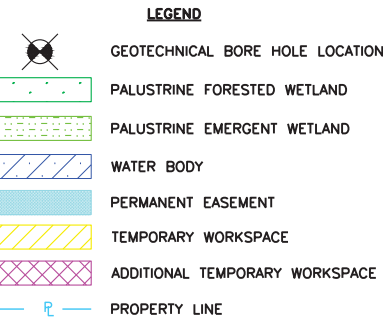 LEGEND
GEOTECHNICAL BORE HOLE LOCATION
PALUSTRINE FORESTED WETLAND
PALUSTRINE EMERGENT WETLAND
WATER BODY
PERMANENT EASEMENT
TEMPORARY WORKSPACE
ADDITIONAL TEMPORARY WORKSPACE
PL PROPERTY LINE